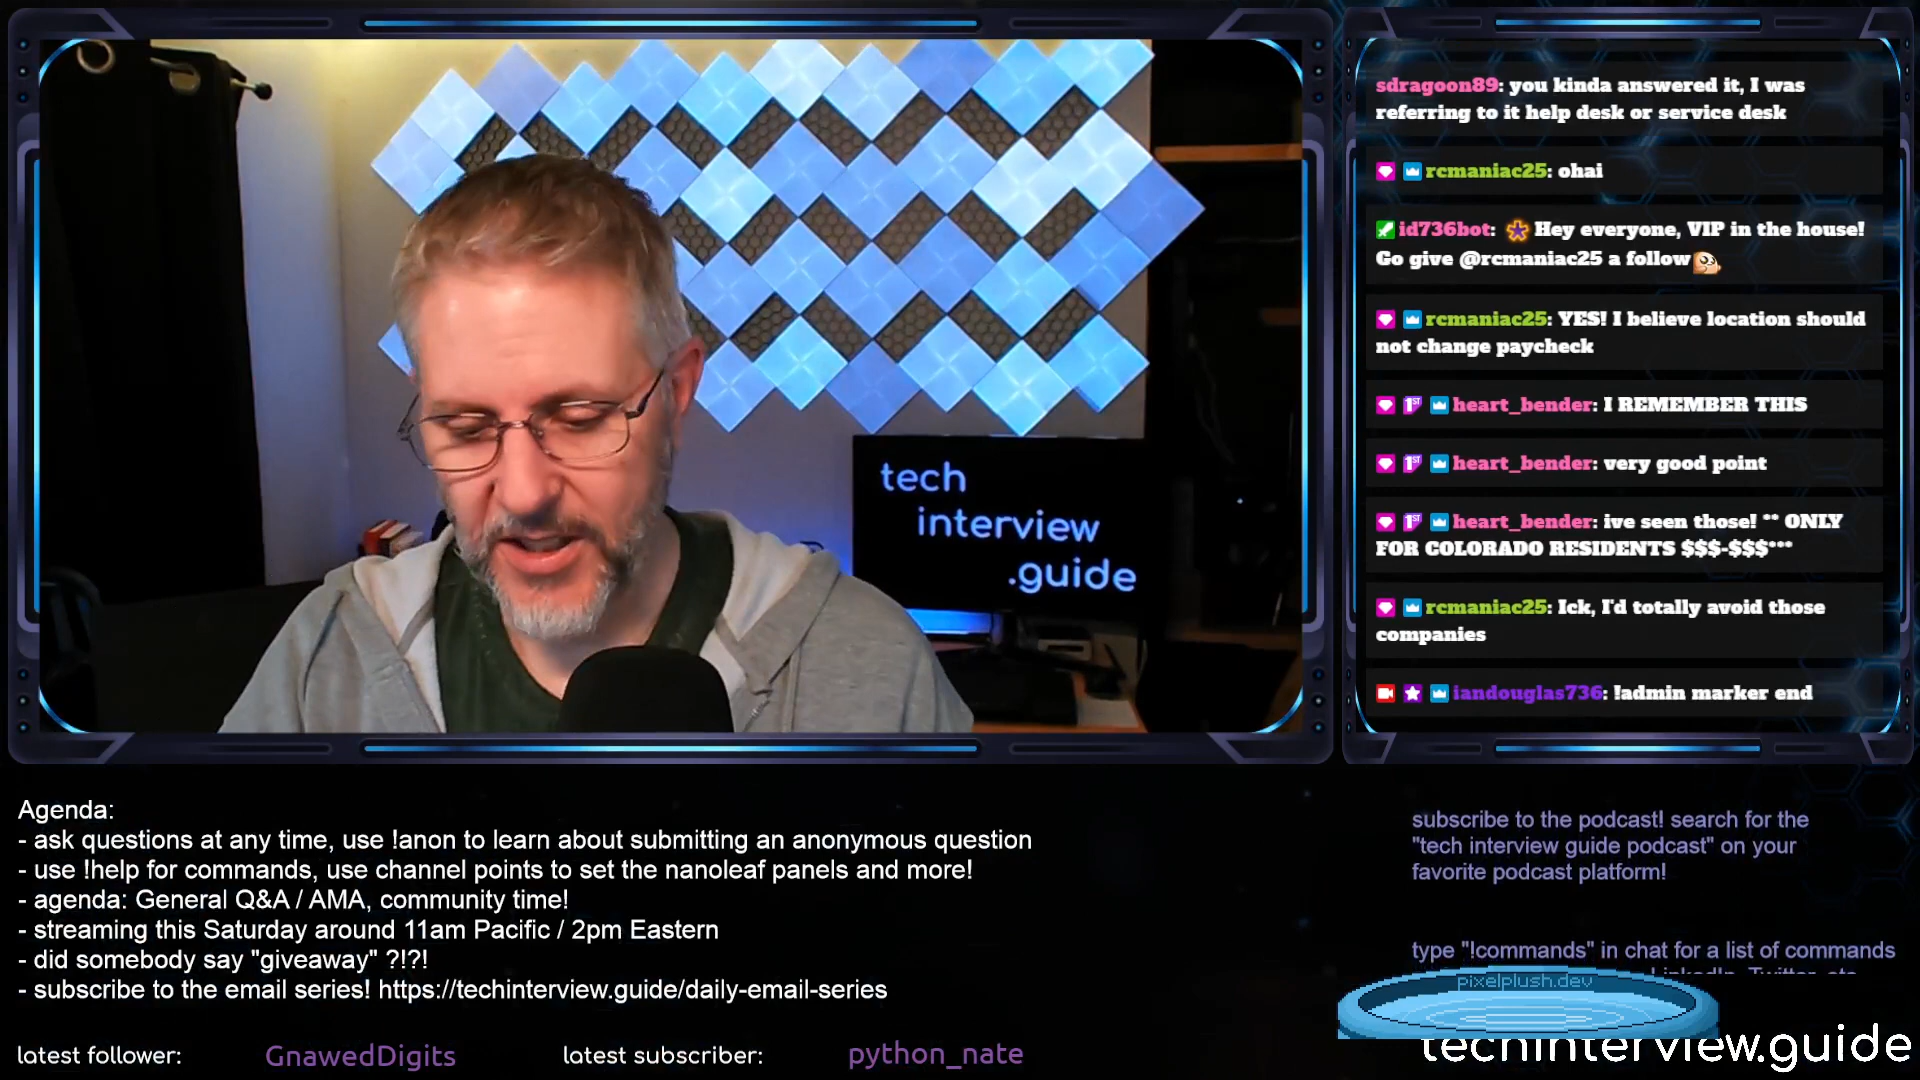 sdragoon89: you kinda answered it, I was
referring to it help desk or service desk
rcmaniac25: ohai
id736bot: Hey everyone, VIP in the house!
Go give @rcmaniac25 a follow
rcmaniac25: YES! I believe location should
not change paycheck
1ST heart_bender: I REMEMBER THIS
1ST heart_bender: very good point
1ST heart_bender: ive seen those! ** ONLY
FOR COLORADO RESIDENTS $$$-$$$***
rcmaniac25: Ick, I'd totally avoid those
companies
iandouglas736: !admin marker end
tech
interview
.guide
Agenda:
- ask questions at any time, use !anon to learn about submitting an anonymous question
- use !help for commands, use channel points to set the nanoleaf panels and more!
- agenda: General Q&A / AMA, community time!
- streaming this Saturday around 11am Pacific / 2pm Eastern
- did somebody say "giveaway" ?!?!
- subscribe to the email series! https://techinterview.guide/daily-email-series
latest follower: GnawedDigits latest subscriber: python_nate
subscribe to the podcast! search for the
"tech interview guide podcast" on your
favorite podcast platform!
type "!commands" in chat for a list of commands
LinkedIn, Twitter, etc
pixelplush.dev
techinterview.guide